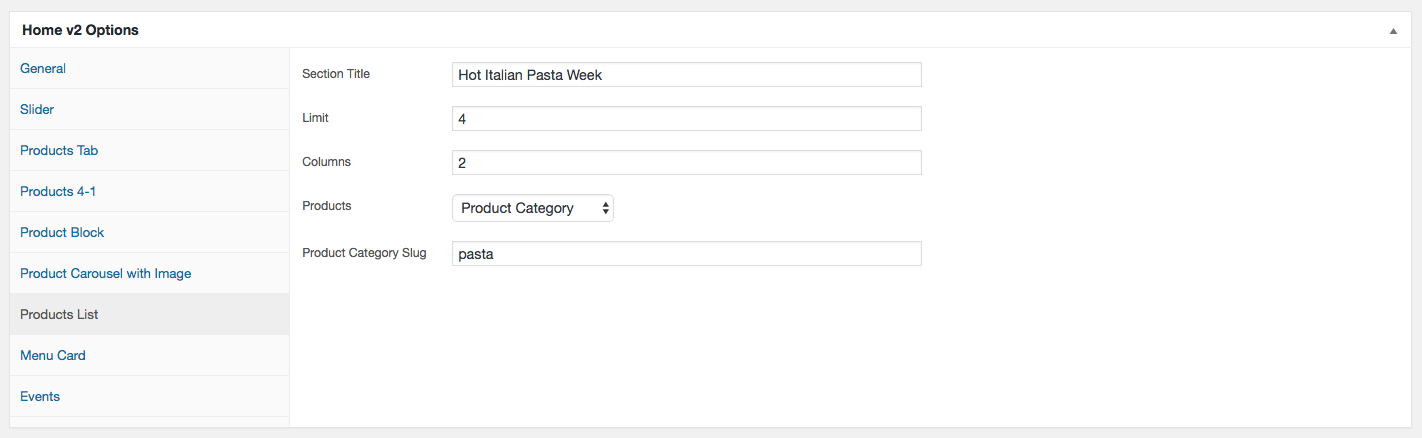 Home v2 Options
General
Slider
Products Tab
Products 4-1
Product Block
Product Carousel with Image
Products List
Menu Card
Events
Section Title
Hot Italian Pasta Week
Limit
4
Columns
2
Products
Product Category
Product Category Slug
pasta